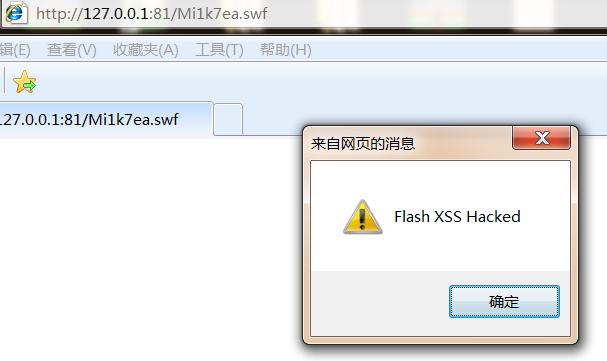 http://127.0.0.1:81/Mi1k7ea.swf
辑(E) 查看(V) 收藏夹(A) 工具(T) 帮助(H)
127.0.0.1:81/Mi1k7ea.swf
来自网页的消息
Flash XSS Hacked
确定